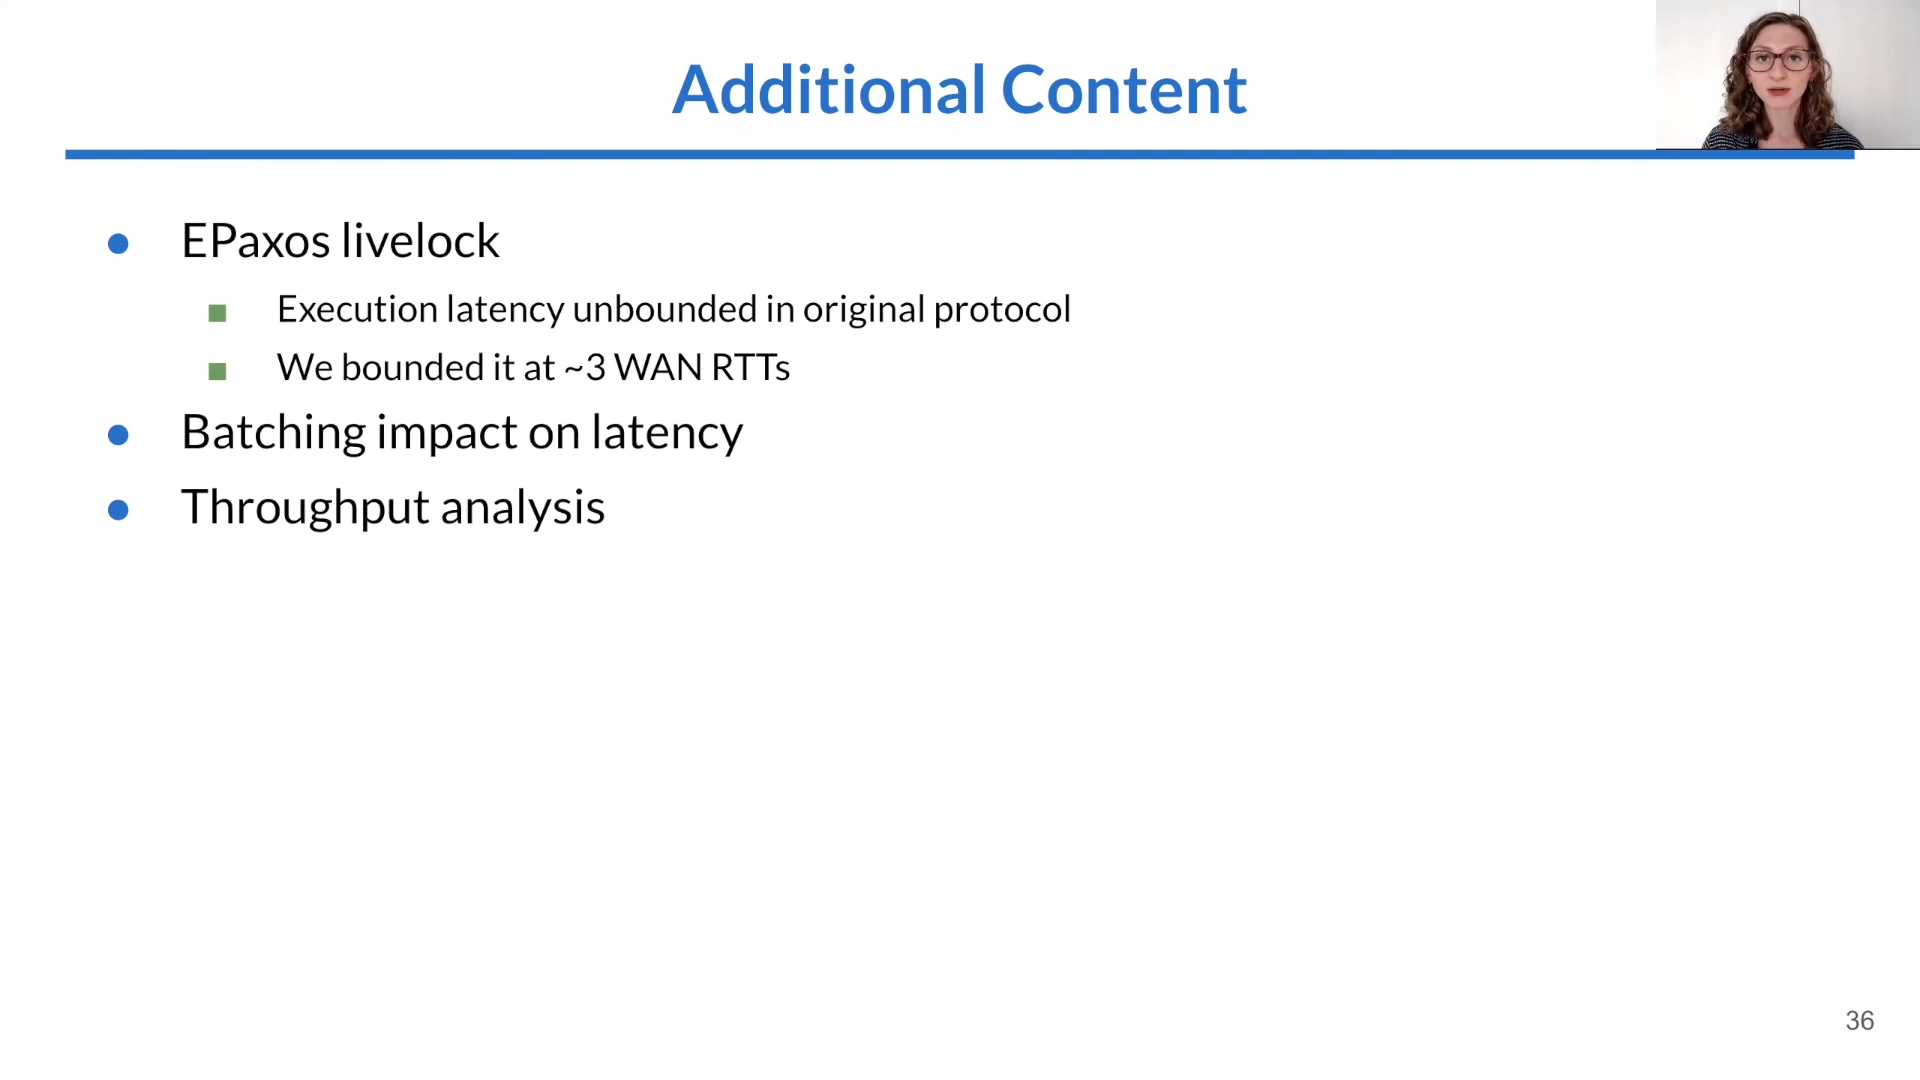 Additional Content
EPaxos livelock
Execution latency unbounded in original protocol
We bounded it at ~3 WAN RTTs
Batching impact on latency
Throughput analysis
36